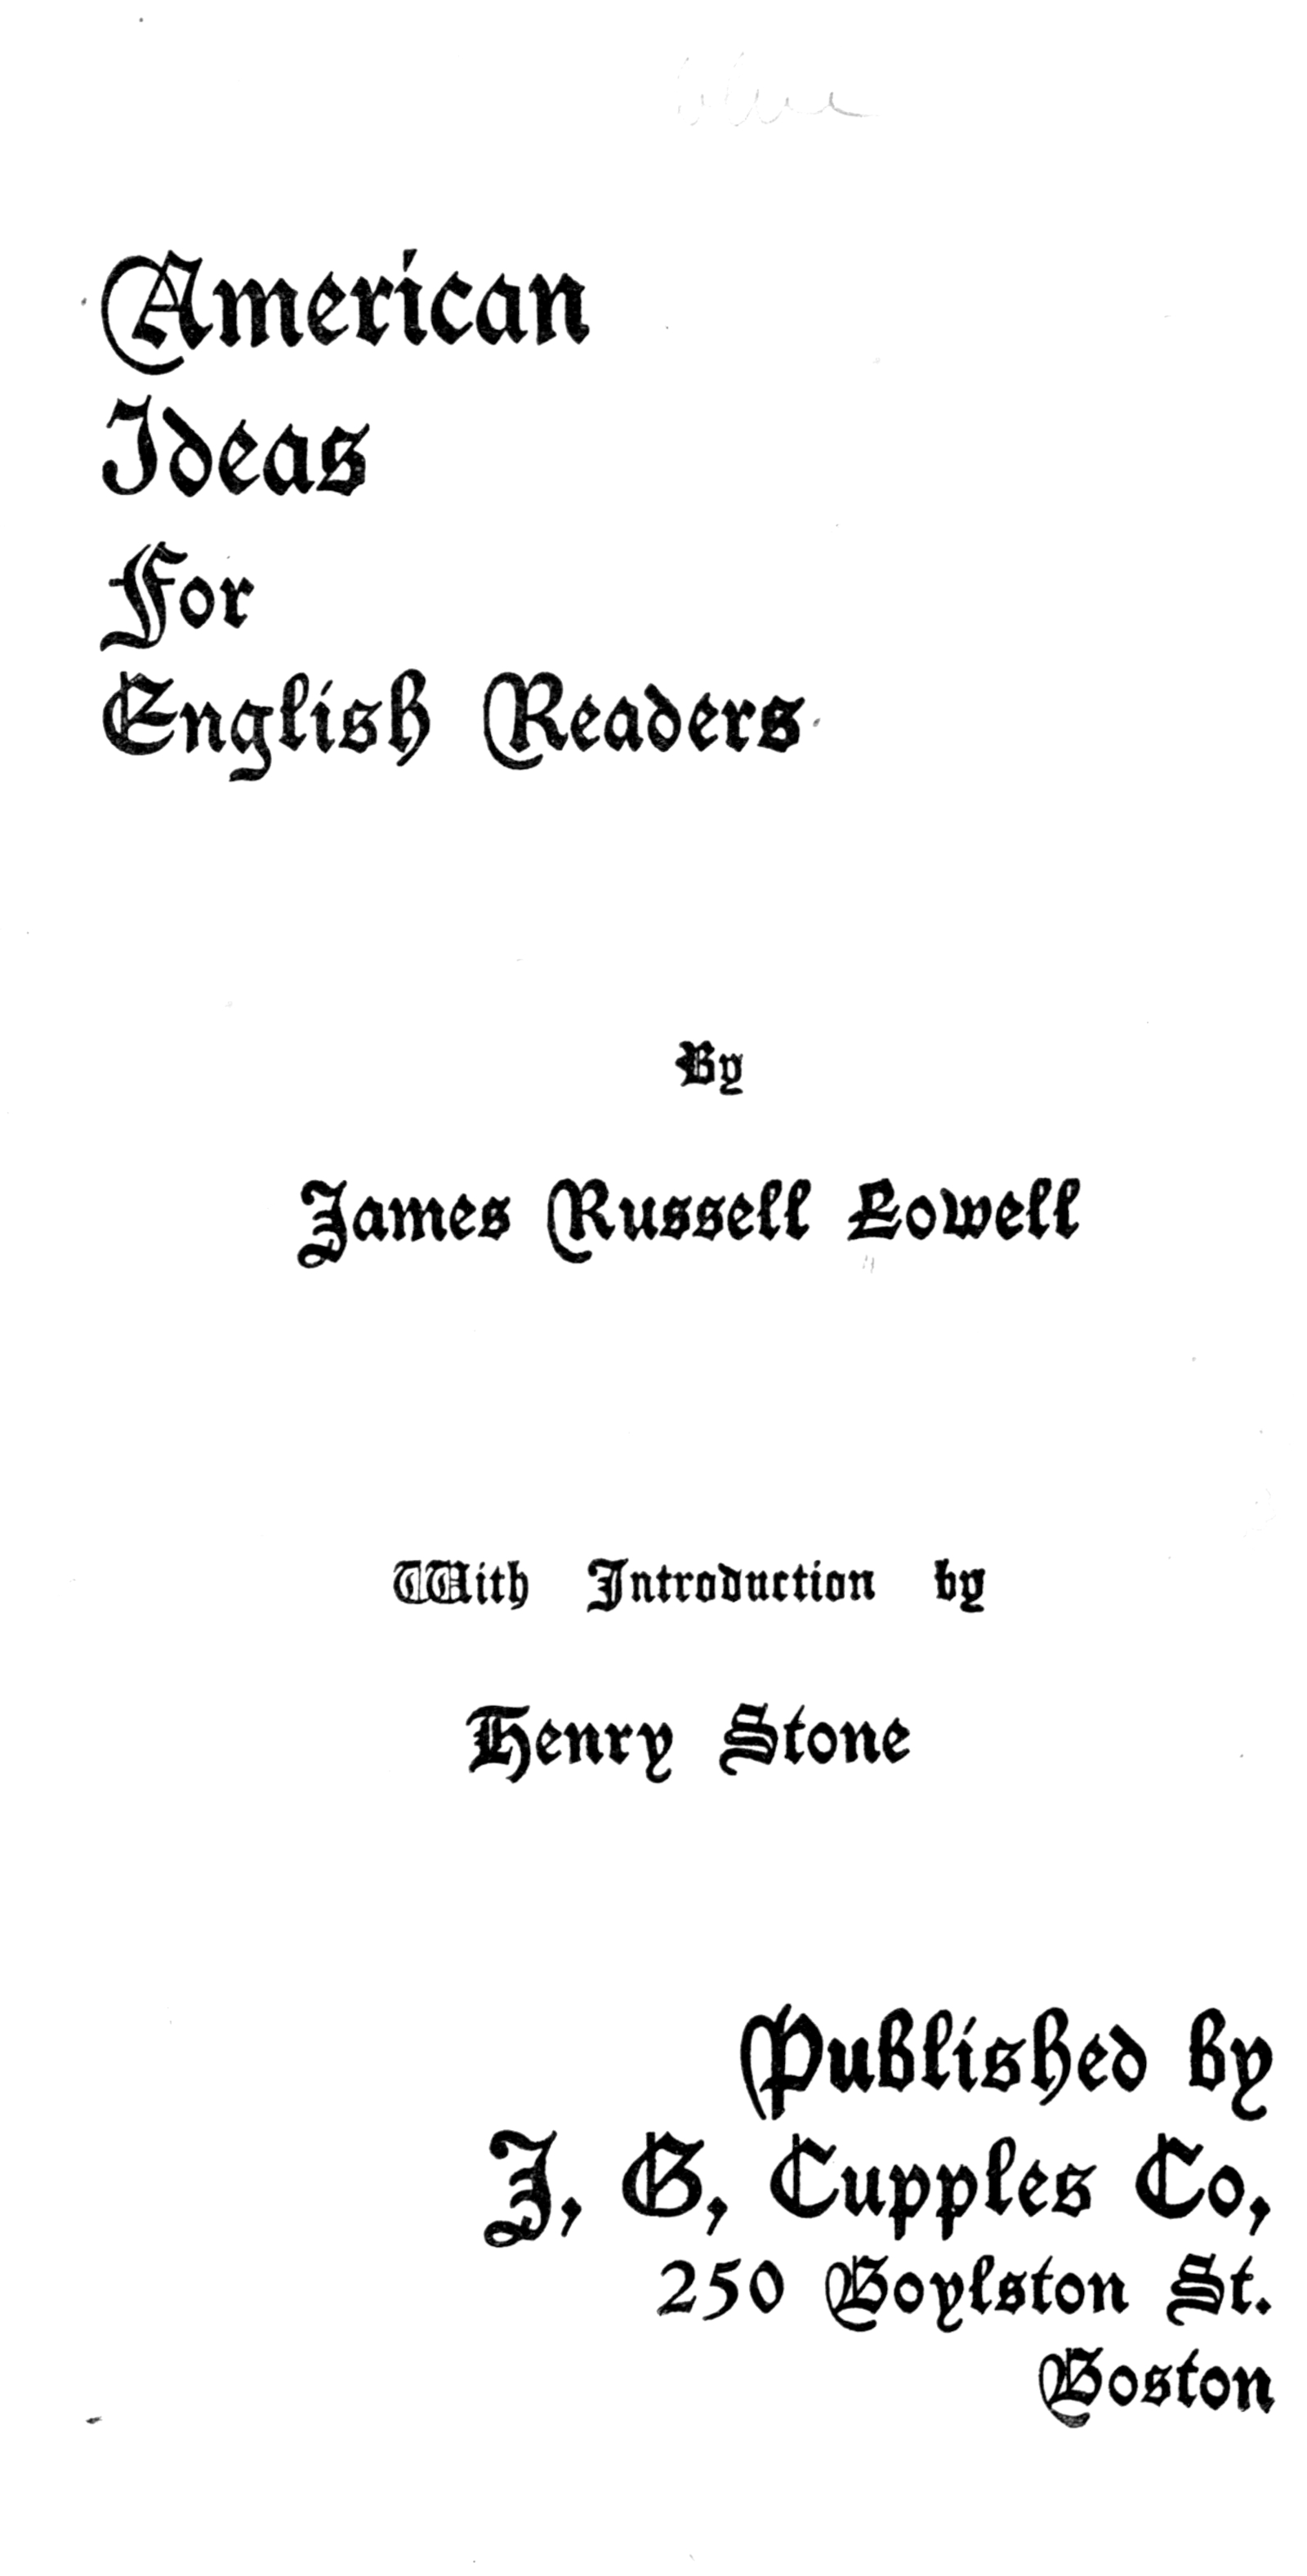 American
Ideas
For
English Readers
By
James Russell Lowell
With Introduction by
Henry Stone
Published by
J, G, Cupples Co,
250 Boylston St.
Boston